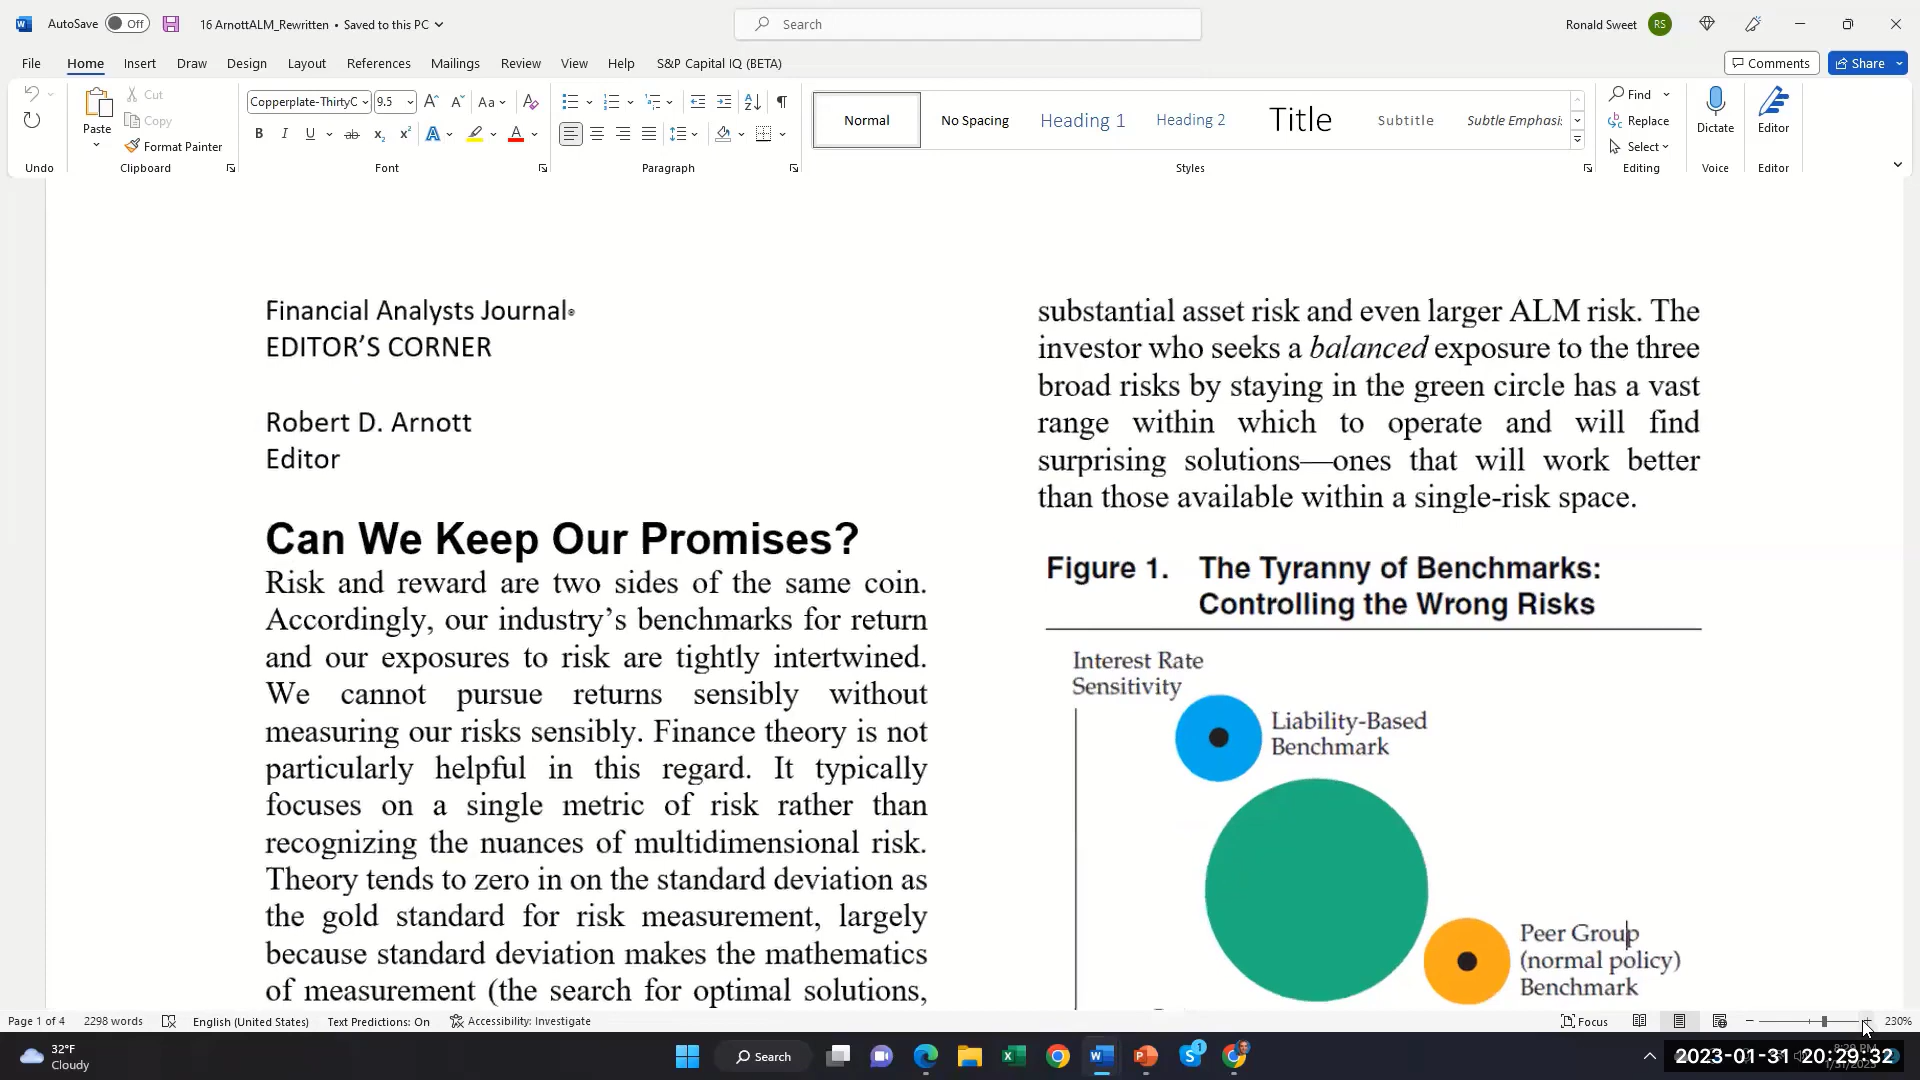 AutoSave Off 16 ArnottALM_Rewritten • Saved to this PC Search Ronald Sweet RS
File Home Insert Draw Design Layout References Mailings Review View Help S&P Capital IQ (BETA) Comments Share
Paste Cut Copy Format Painter
Copperplate-ThirtyC 9.5
Normal No Spacing Heading 1 Heading 2 Title Subtitle Subtle Emphasi:
Find Replace Select
Dictate Editor
Undo Clipboard Font Paragraph Styles Editing Voice Editor
Financial Analysts Journal®
EDITOR’S CORNER
Robert D. Arnott
Editor
Can We Keep Our Promises?
Risk and reward are two sides of the same coin.
Accordingly, our industry’s benchmarks for return
and our exposures to risk are tightly intertwined.
We cannot pursue returns sensibly without
measuring our risks sensibly. Finance theory is not
particularly helpful in this regard. It typically
focuses on a single metric of risk rather than
recognizing the nuances of multidimensional risk.
Theory tends to zero in on the standard deviation as
the gold standard for risk measurement, largely
because standard deviation makes the mathematics
of measurement (the search for optimal solutions,
substantial asset risk and even larger ALM risk. The
investor who seeks a balanced exposure to the three
broad risks by staying in the green circle has a vast
range within which to operate and will find
surprising solutions—ones that will work better
than those available within a single-risk space.
Figure 1. The Tyranny of Benchmarks:
Controlling the Wrong Risks
Interest Rate
Sensitivity
Liability-Based
Benchmark
Peer Group
(normal policy)
Benchmark
Page 1 of 4 2298 words English (United States) Text Predictions: On Accessibility: Investigate Focus 230%
32°F
Cloudy
Search
2023-01-31 20:29:32